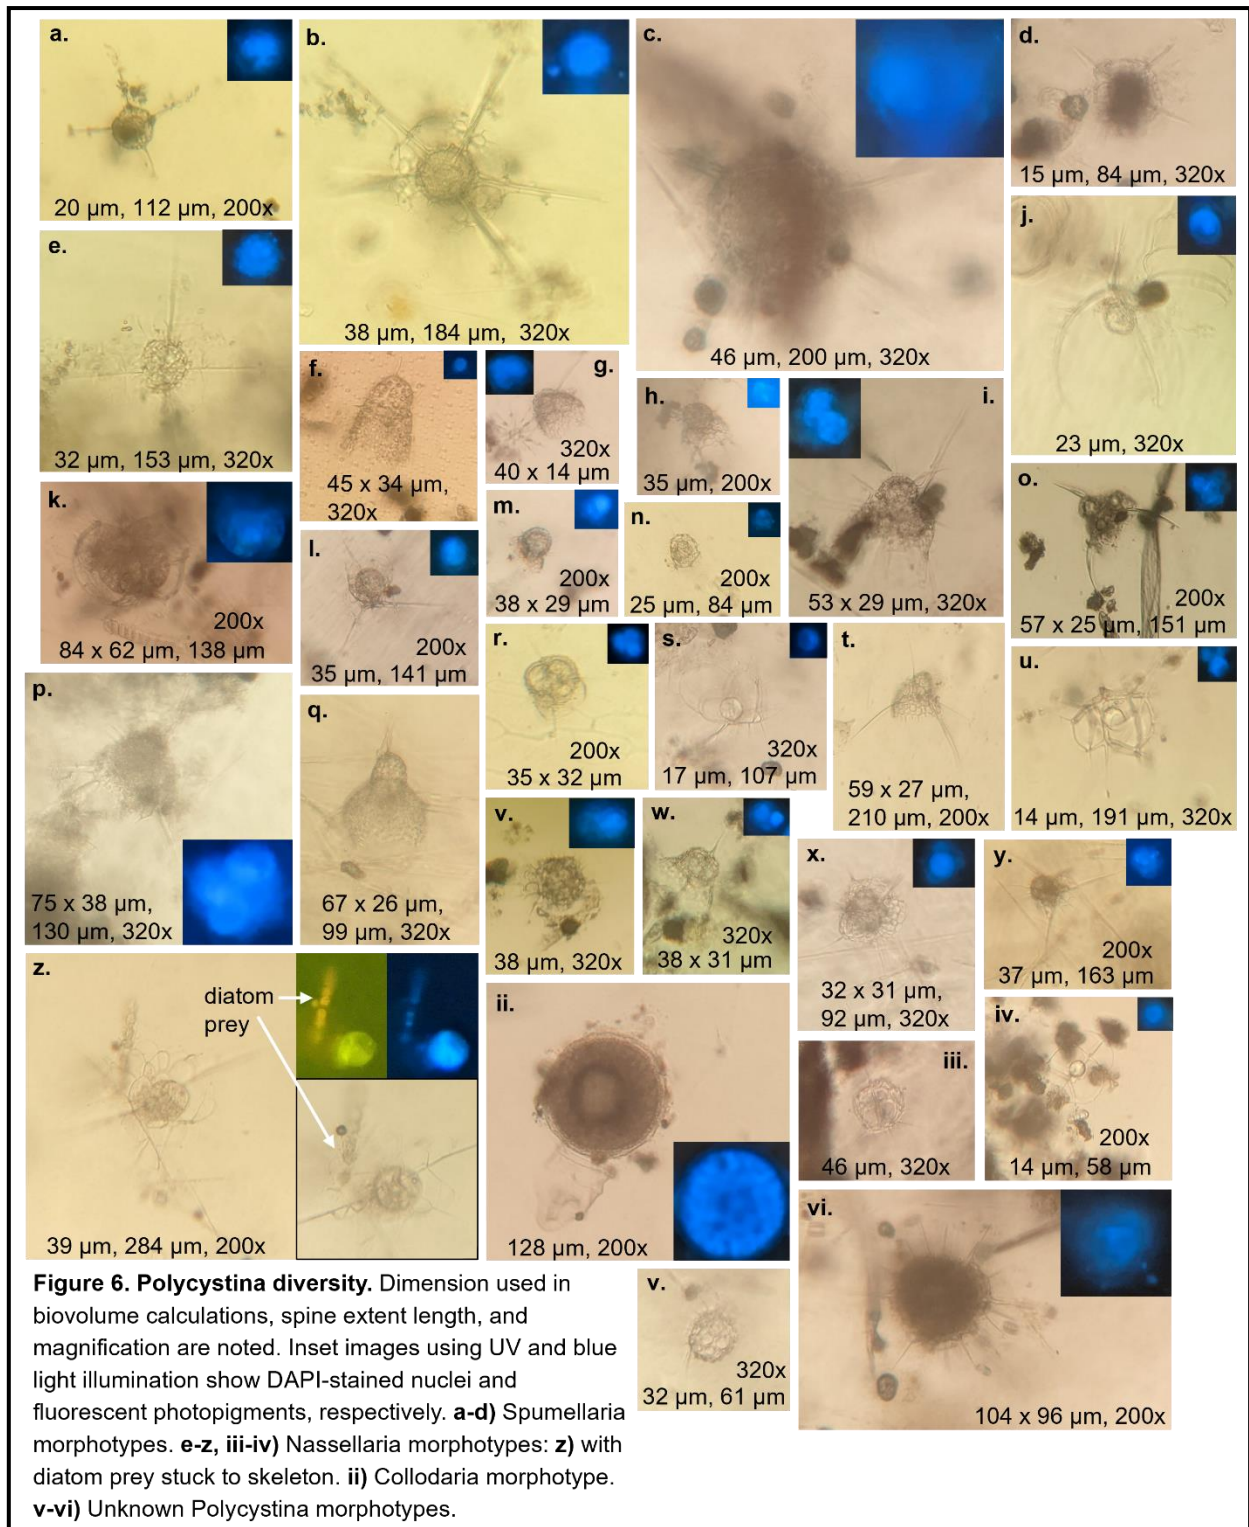 a.
20 µm, 112 µm, 200x
b.
38 µm, 184 µm, 320x
c.
46 µm, 200 µm, 320x
d.
15 µm, 84 µm, 320x
e.
32 µm, 153 µm, 320x
f.
45 x 34 µm,
320x
g.
320x
40 x 14 µm
h.
35 µm, 200x
i.
53 x 29 µm, 320x
j.
23 µm, 320x
k.
200x
84 x 62 µm, 138 µm
l.
200x
35 µm, 141 µm
m.
200x
38 x 29 µm
n.
200x
25 µm, 84 µm
o.
200x
57 x 25 µm, 151 µm
p.
75 x 38 µm,
130 µm, 320x
q.
67 x 26 µm,
99 µm, 320x
r.
200x
35 x 32 µm
s.
320x
17 µm, 107 µm
t.
59 x 27 µm,
210 µm, 200x
u.
14 µm, 191 µm, 320x
v.
38 µm, 320x
w.
320x
38 x 31 µm
x.
32 x 31 µm,
92 µm, 320x
y.
200x
37 µm, 163 µm
z.
diatom
prey
39 µm, 284 µm, 200x
ii.
128 µm, 200x
iii.
46 µm, 320x
iv.
200x
14 µm, 58 µm
v.
320x
32 µm, 61 µm
vi.
104 x 96 µm, 200x
Figure 6. Polycystina diversity. Dimension used in
biovolume calculations, spine extent length, and
magnification are noted. Inset images using UV and blue
light illumination show DAPI-stained nuclei and
fluorescent photopigments, respectively. a-d) Spumellaria
morphotypes. e-z, iii-iv) Nassellaria morphotypes: z) with
diatom prey stuck to skeleton. ii) Collodaria morphotype.
v-vi) Unknown Polycystina morphotypes.